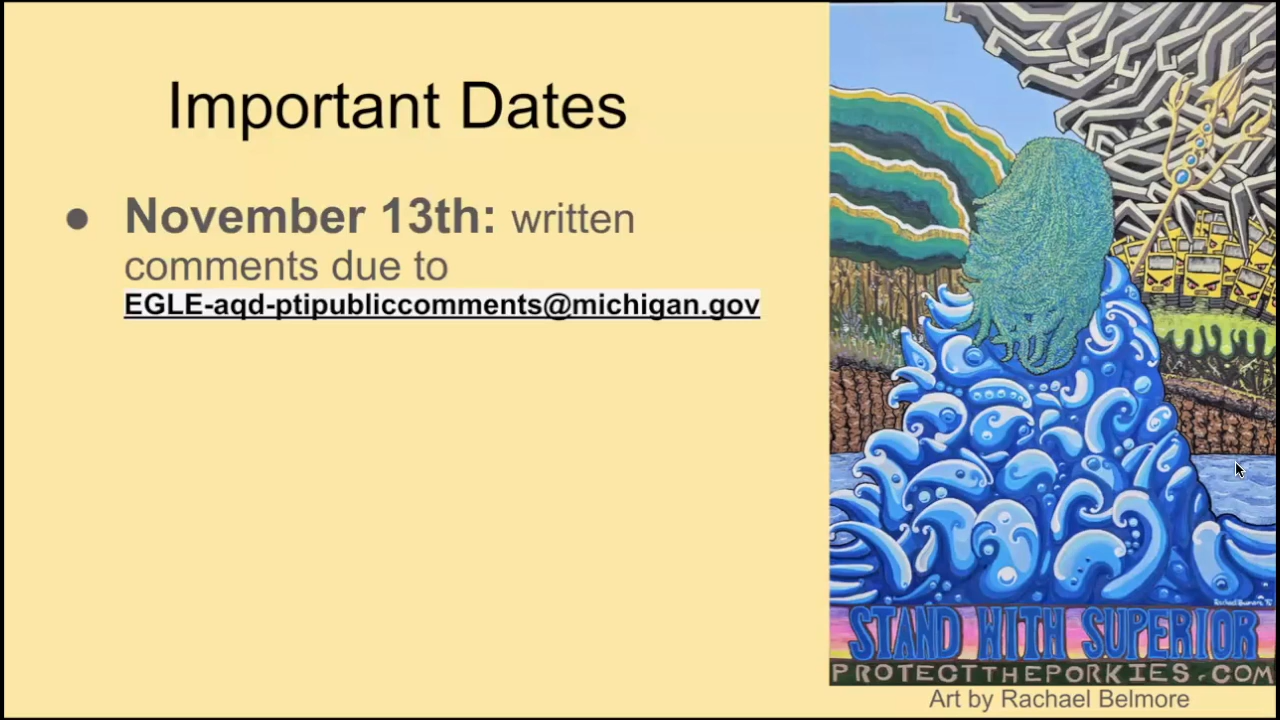 Important Dates
● November 13th: written
comments due to
EGLE-aqd-ptipubliccomments@michigan.gov
STAND WITH SUPERIOR
PROTECTTHEPORKIES.COM
Art by Rachael Belmore